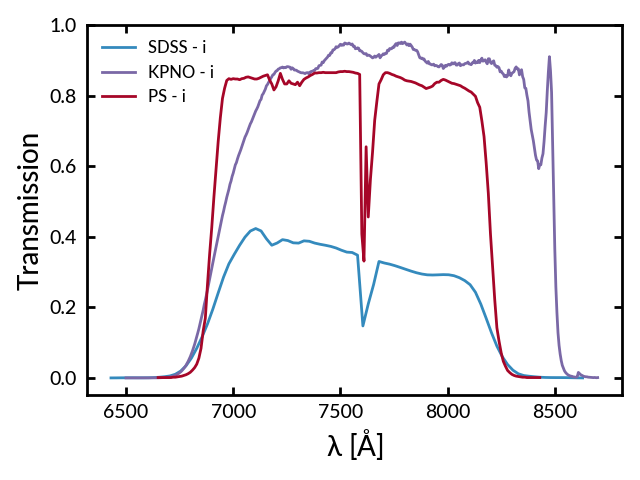 1.0
0.8
0.6
0.4
0.2
0.0
Transmission
SDSS - i
KPNO - i
PS - i
6500 7000 7500 8000 8500
λ [Å]